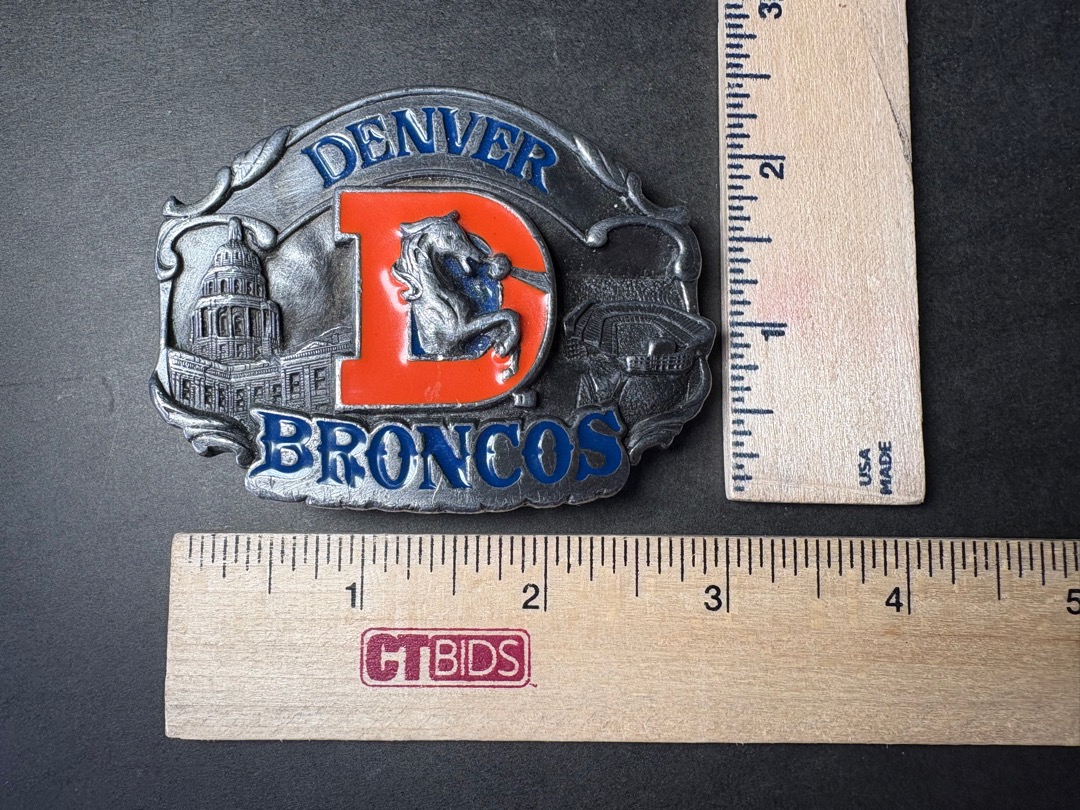 DENVER
D
BRONCOS
3
2
1
USA
MADE
1 2 3 4 5
CTBIDS